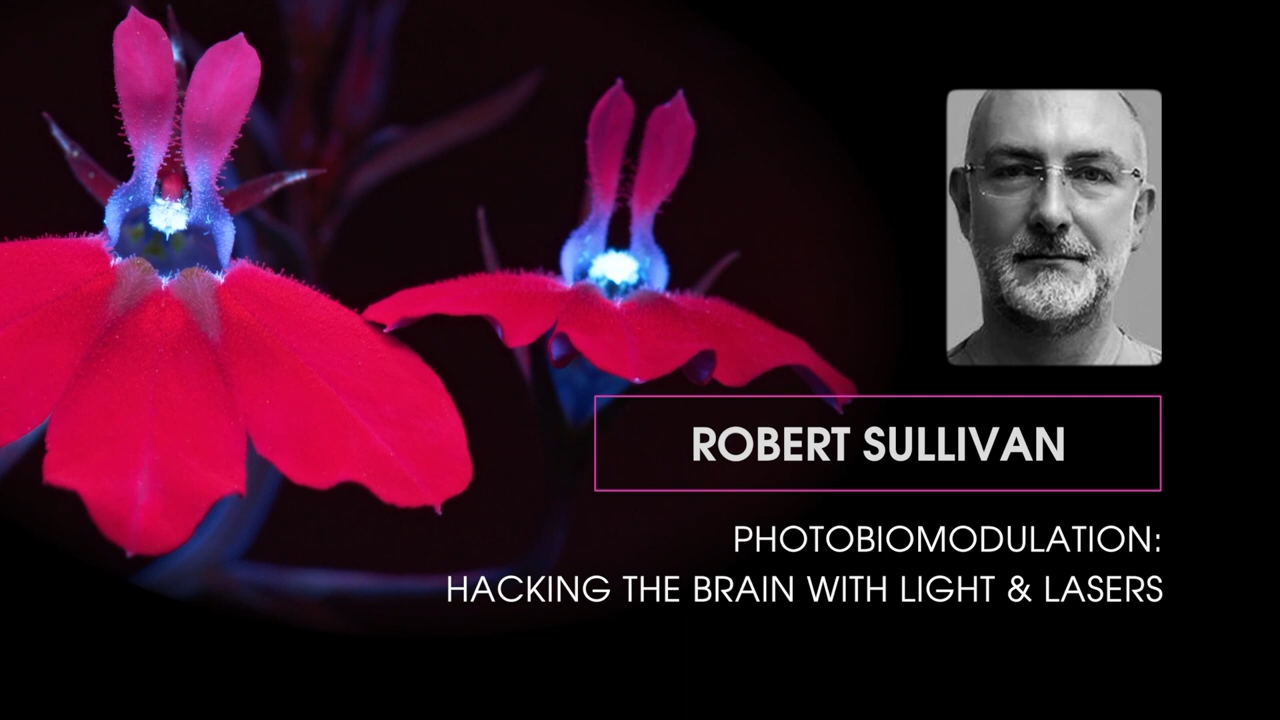 ROBERT SULLIVAN
PHOTOBIOMODULATION:
HACKING THE BRAIN WITH LIGHT & LASERS